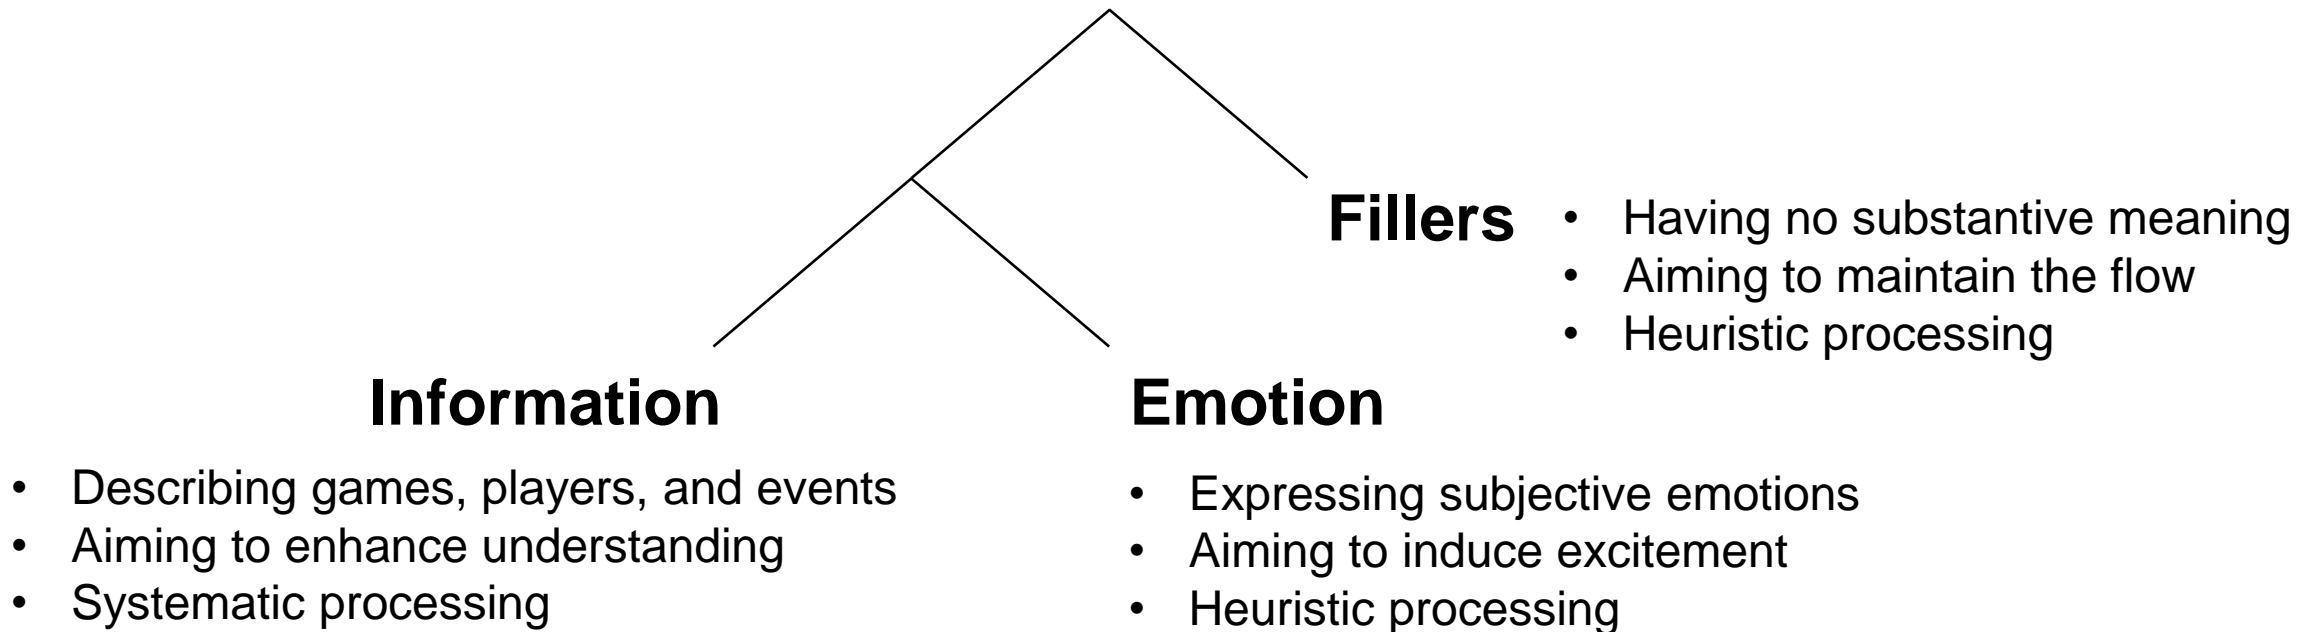 Fillers
• Having no substantive meaning
• Aiming to maintain the flow
• Heuristic processing
Information
• Describing games, players, and events
• Aiming to enhance understanding
• Systematic processing
Emotion
• Expressing subjective emotions
• Aiming to induce excitement
• Heuristic processing